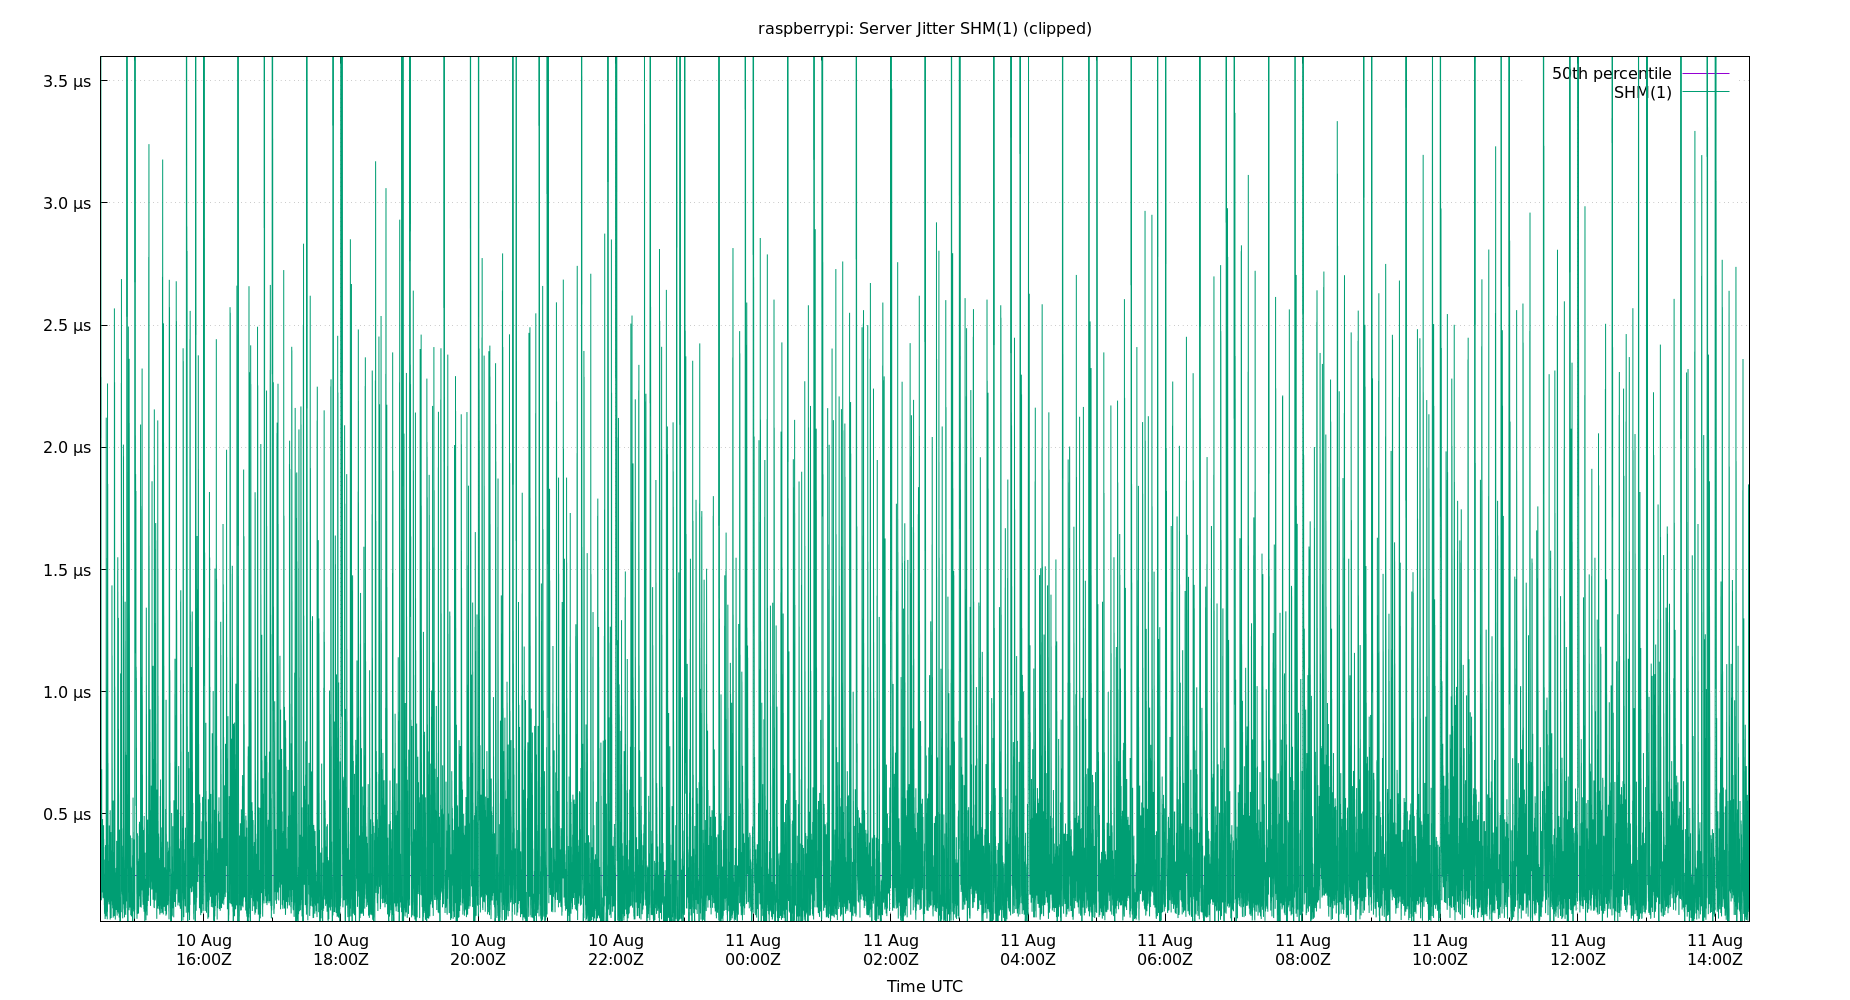 raspberrypi: Server Jitter SHM(1) (clipped)
50th percentile
SHM(1)
3.5 µs
3.0 µs
2.5 µs
2.0 µs
1.5 µs
1.0 µs
0.5 µs
10 Aug 10 Aug 10 Aug 10 Aug 11 Aug 11 Aug 11 Aug 11 Aug 11 Aug 11 Aug 11 Aug 11 Aug
16:00Z 18:00Z 20:00Z 22:00Z 00:00Z 02:00Z 04:00Z 06:00Z 08:00Z 10:00Z 12:00Z 14:00Z
Time UTC